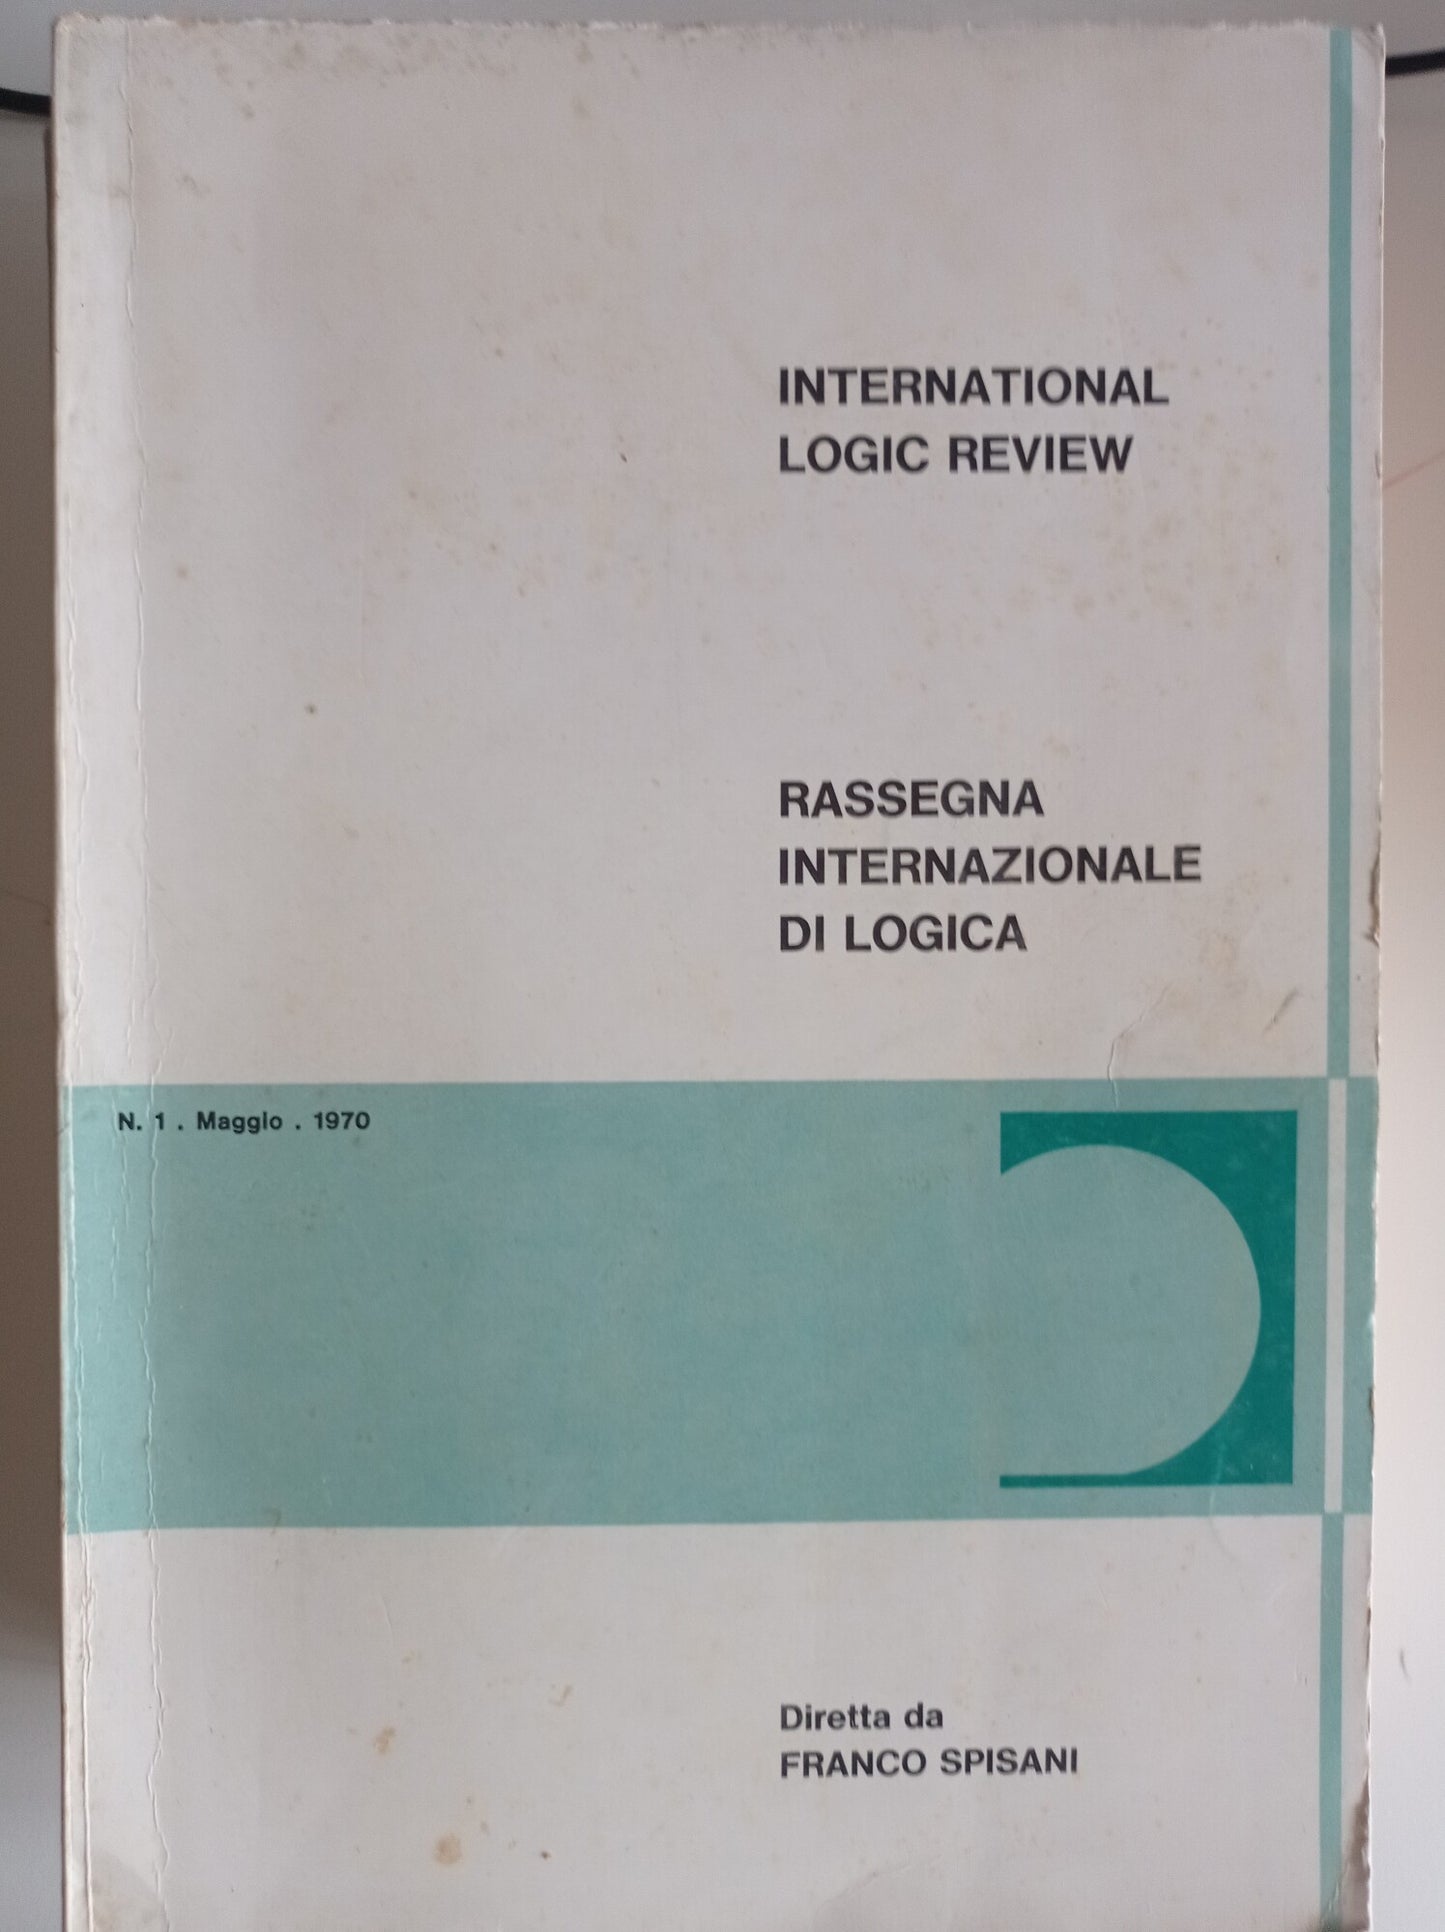 INTERNATIONAL
LOGIC REVIEW
RASSEGNA
INTERNAZIONALE
DI LOGICA
N. 1 . Maggio . 1970
Diretta da
FRANCO SPISANI